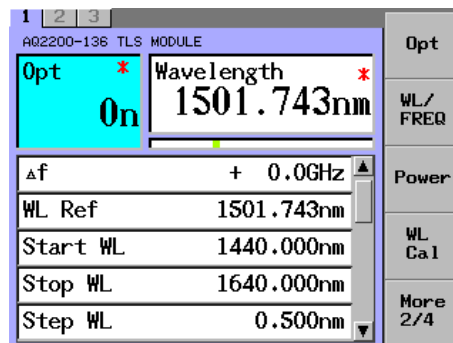 1 2 3
AQ2200-136 TLS MODULE
Opt *
On
Wavelength *
1501.743nm
Δf + 0.0GHz
WL Ref 1501.743nm
Start WL 1440.000nm
Stop WL 1640.000nm
Step WL 0.500nm
Opt
WL/
FREQ
Power
WL
Cal
More
2/4